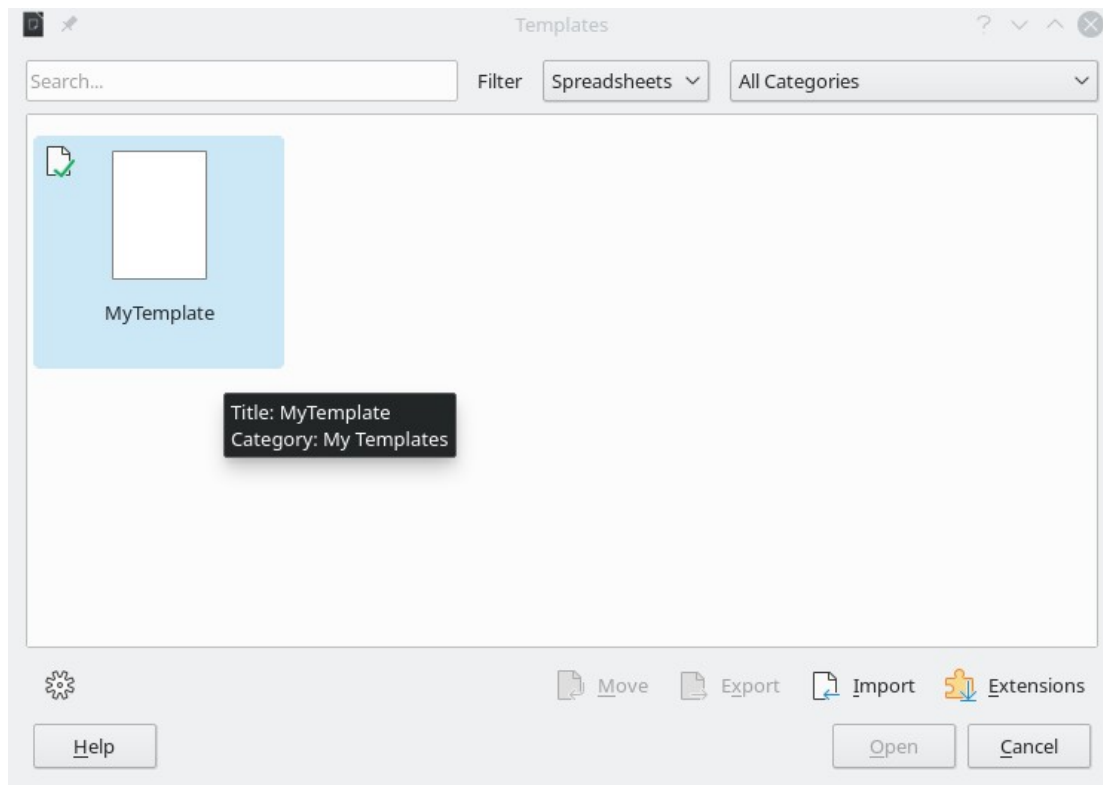 Templates
Search...
Filter
Spreadsheets
All Categories
MyTemplate
Title: MyTemplate
Category: My Templates
Move
Export
Import
Extensions
Help
Open
Cancel